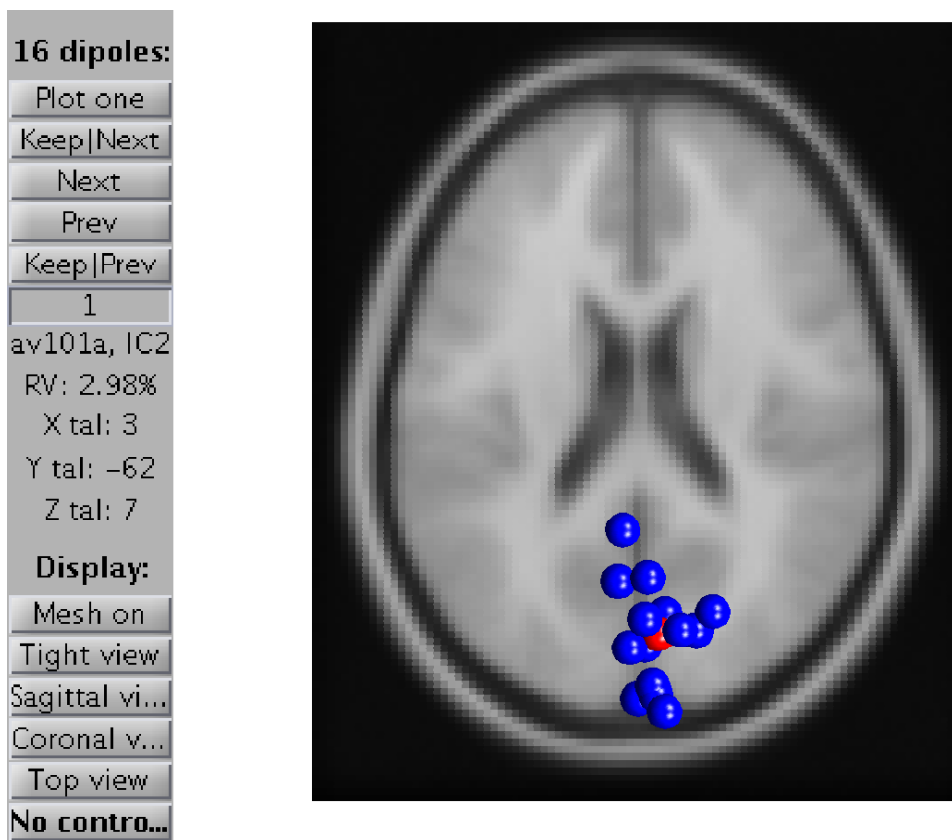 16 dipoles:
Plot one
Keep|Next
Next
Prev
Keep|Prev
1
av101a, IC2
RV: 2.98%
X tal: 3
Y tal: -62
Z tal: 7
Display:
Mesh on
Tight view
Sagittal vi...
Coronal v...
Top view
No contro...